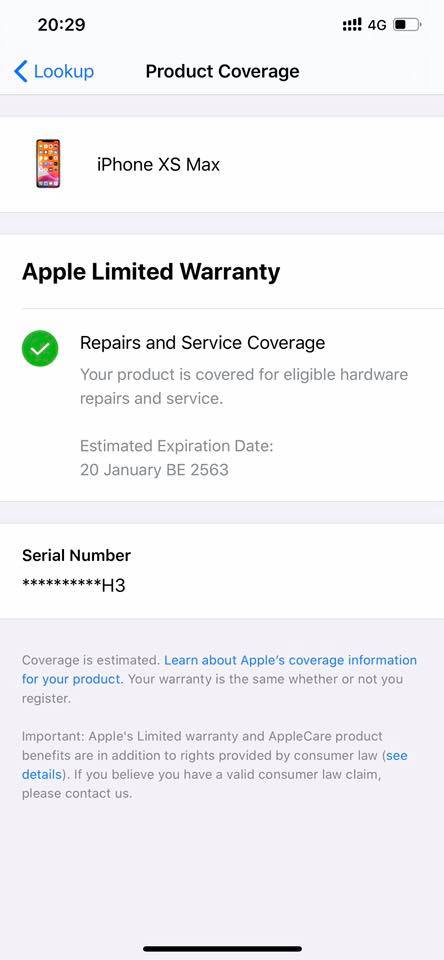 20:29
4G
Lookup
Product Coverage
iPhone XS Max
Apple Limited Warranty
Repairs and Service Coverage
Your product is covered for eligible hardware
repairs and service.
Estimated Expiration Date:
20 January BE 2563
Serial Number
**********H3
Coverage is estimated. Learn about Apple's coverage information
for your product. Your warranty is the same whether or not you
register.
Important: Apple's Limited warranty and AppleCare product
benefits are in addition to rights provided by consumer law (see
details). If you believe you have a valid consumer law claim,
please contact us.